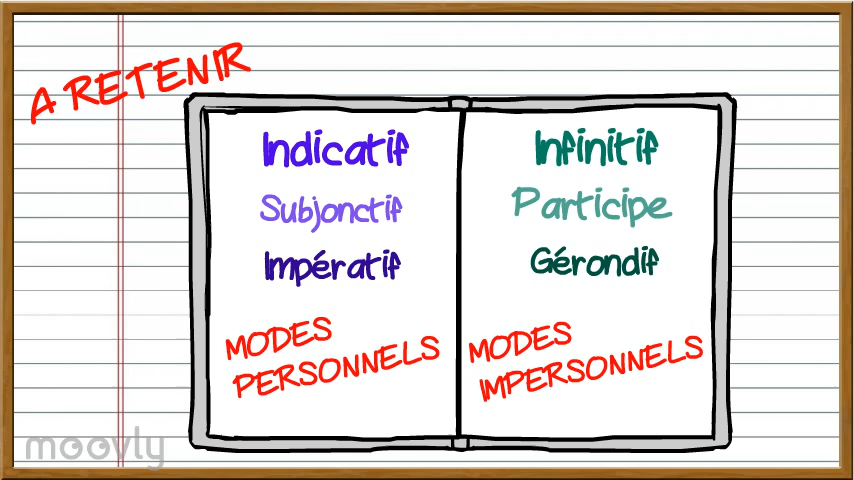 A RETENIR
Indicatif
Subjonctif
Impératif
MODES
PERSONNELS
Infinitif
Participe
Gérondif
MODES
IMPERSONNELS
moovly